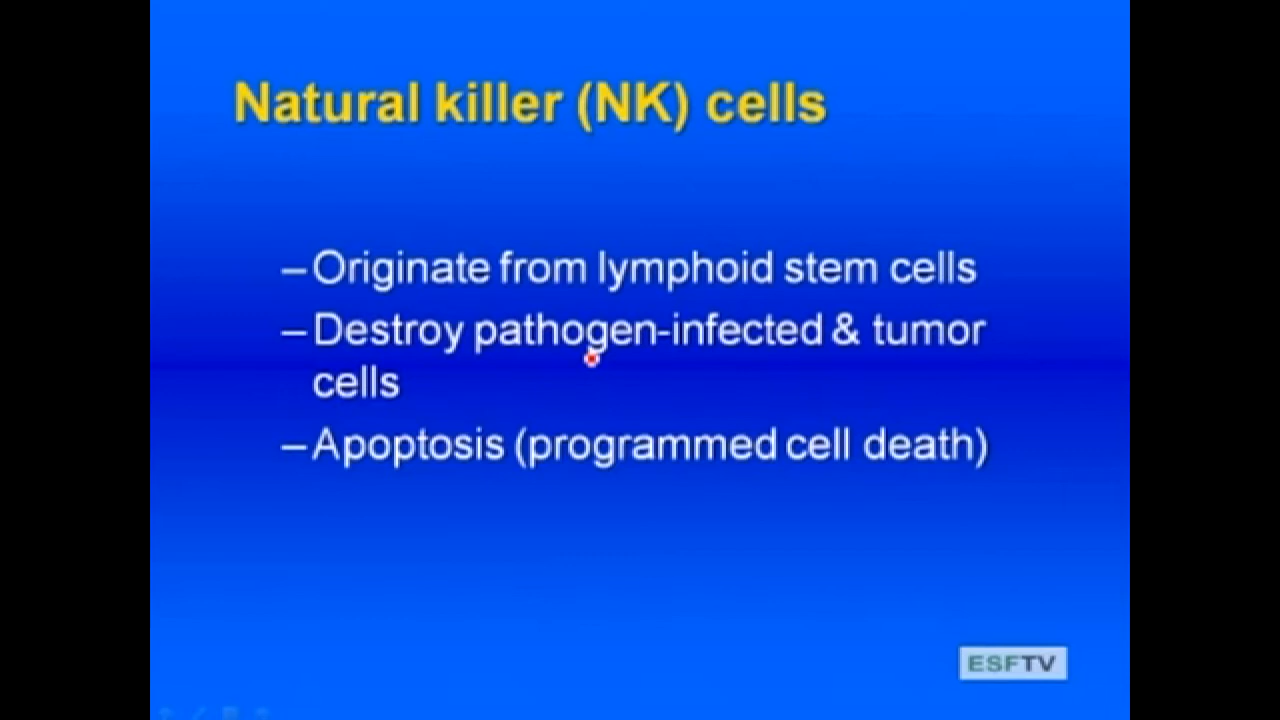 Natural killer (NK) cells
–Originate from lymphoid stem cells
–Destroy pathogen-infected & tumor
cells
–Apoptosis (programmed cell death)
ESFTV